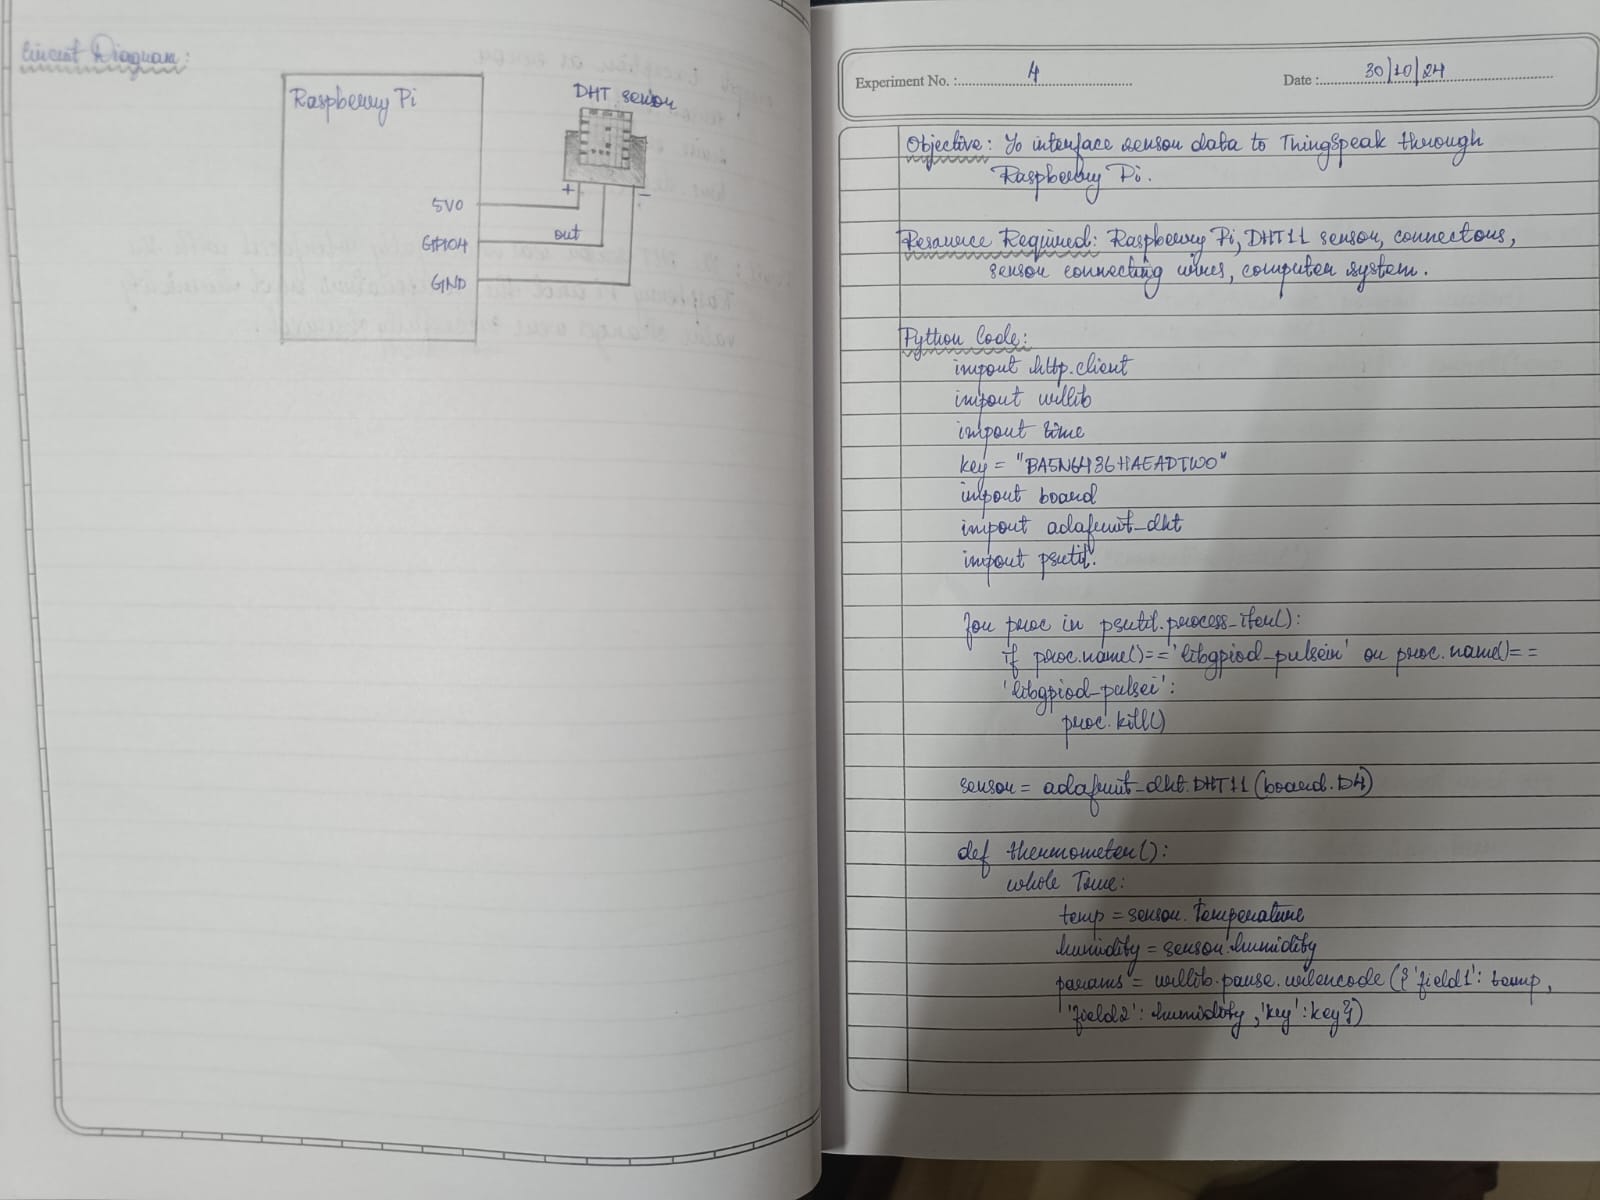 Circuit Diagram:
Raspberry Pi
DHT sensor
+
-
5V0
out
GPIO4
GND
Experiment No. : 4
Date : 30/10/24
Objective: To interface sensor data to ThingSpeak through
Raspberry Pi.
Resource Required: Raspberry Pi, DHT11 sensor, connectors,
sensor connecting wires, computer system.
Python Code:
import http.client
import urllib
import time
key = "BA5N6436HAEADTWO"
import board
import adafruit_dht
import psutil.
for proc in psutil.process_iter():
if proc.name()=='libgpiod_pulsein' or proc.name()==
'libgpiod_pulsei':
proc.kill()
sensor = adafruit_dht.DHT11(board.D4)
def thermometer():
while True:
temp = sensor.temperature
humidity = sensor.humidity
params = urllib.parse.urlencode({'field1': temp,
'field2': humidity, 'key': key})